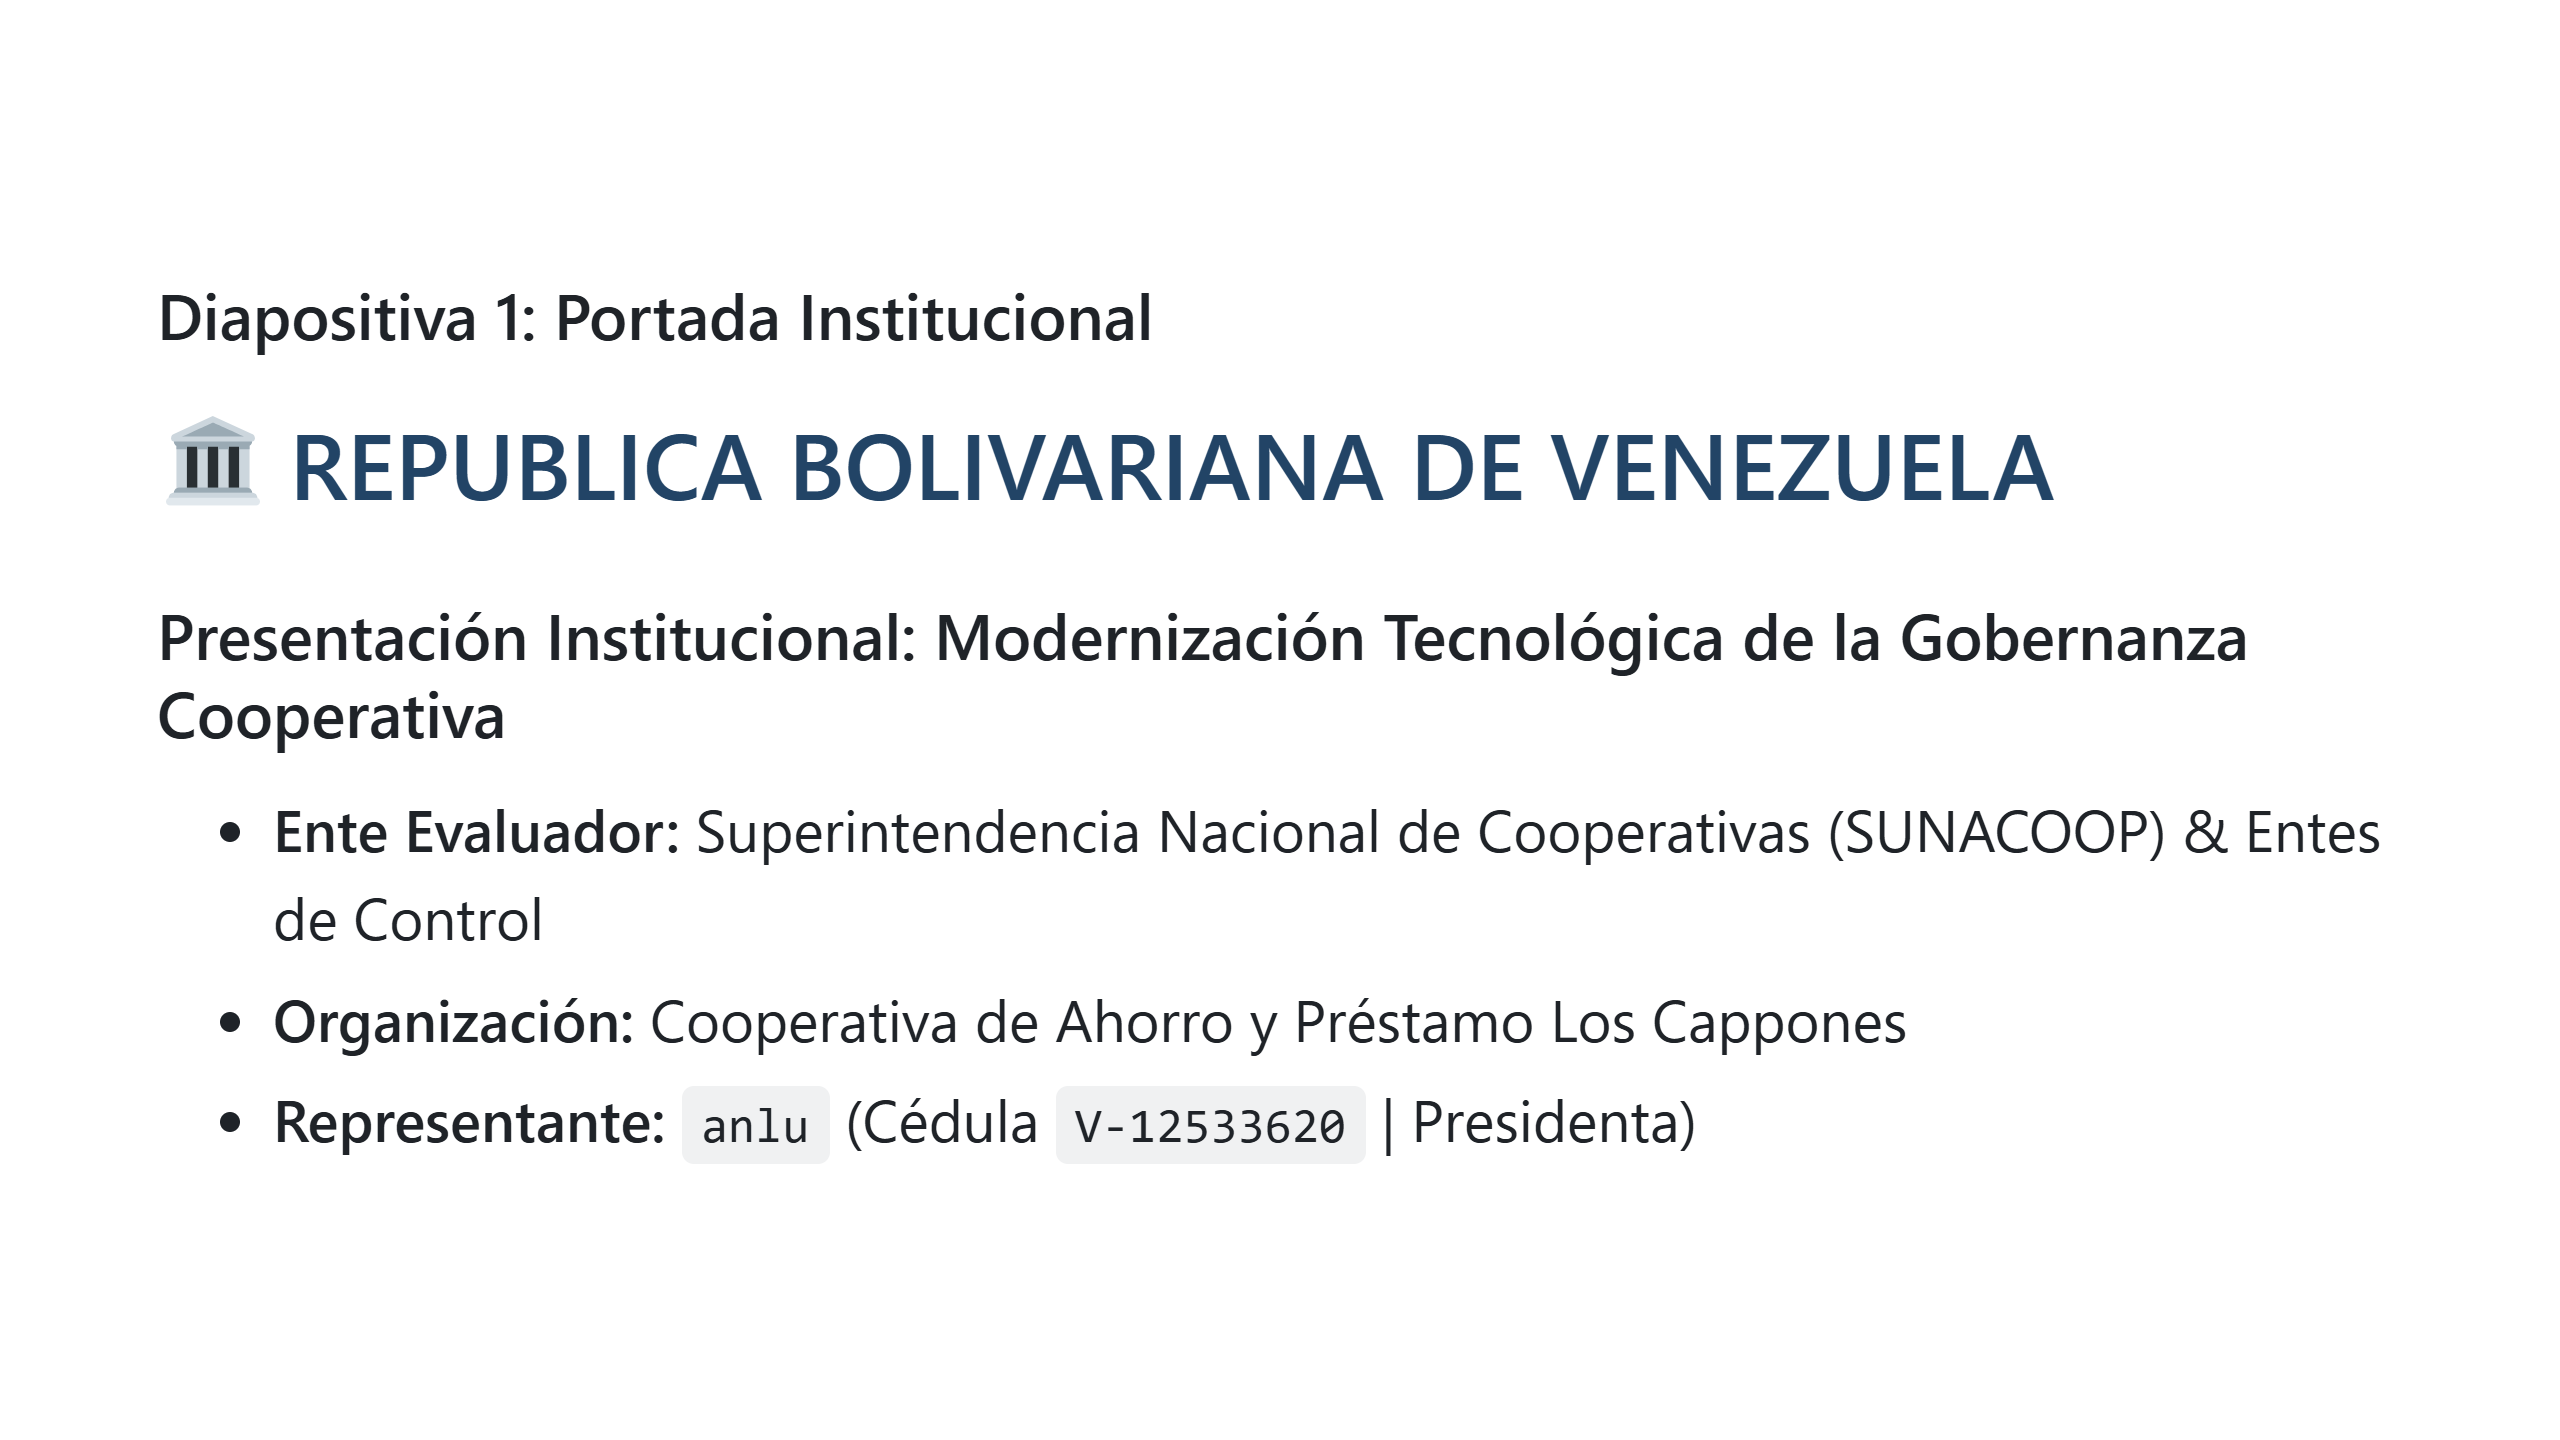 Diapositiva 1: Portada Institucional
🏛️ REPUBLICA BOLIVARIANA DE VENEZUELA
Presentación Institucional: Modernización Tecnológica de la Gobernanza
Cooperativa
• Ente Evaluador: Superintendencia Nacional de Cooperativas (SUNACOOP) & Entes
de Control
• Organización: Cooperativa de Ahorro y Préstamo Los Cappones
• Representante: anlu (Cédula V-12533620 | Presidenta)